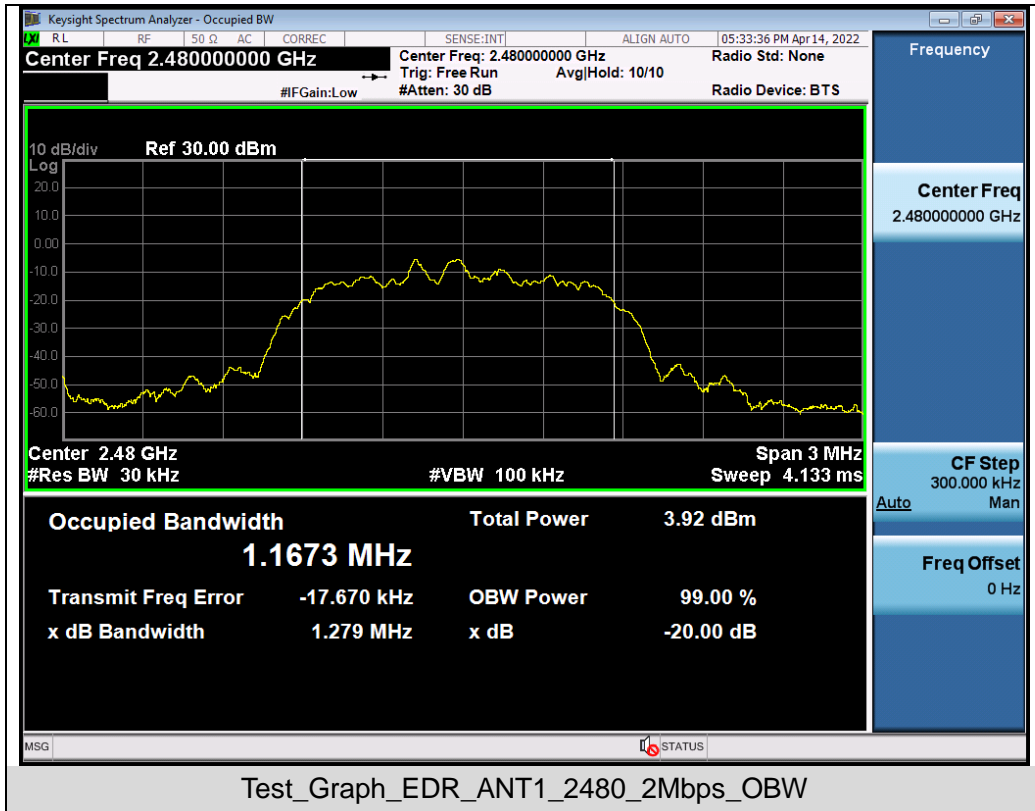 Keysight Spectrum Analyzer - Occupied BW
LXI RL RF 50 Ω AC CORREC SENSE:INT ALIGN AUTO 05:33:36 PM Apr 14, 2022
Center Freq 2.480000000 GHz
#IFGain:Low
Center Freq: 2.480000000 GHz
Trig: Free Run Avg|Hold: 10/10
#Atten: 30 dB
Radio Std: None
Radio Device: BTS
10 dB/div Ref 30.00 dBm
Log
20.0
10.0
0.00
-10.0
-20.0
-30.0
-40.0
-50.0
-60.0
Center 2.48 GHz Span 3 MHz
#Res BW 30 kHz #VBW 100 kHz Sweep 4.133 ms
Occupied Bandwidth Total Power 3.92 dBm
1.1673 MHz
Transmit Freq Error -17.670 kHz OBW Power 99.00 %
x dB Bandwidth 1.279 MHz x dB -20.00 dB
Frequency
Center Freq
2.480000000 GHz
CF Step
300.000 kHz
Auto Man
Freq Offset
0 Hz
MSG STATUS
Test_Graph_EDR_ANT1_2480_2Mbps_OBW